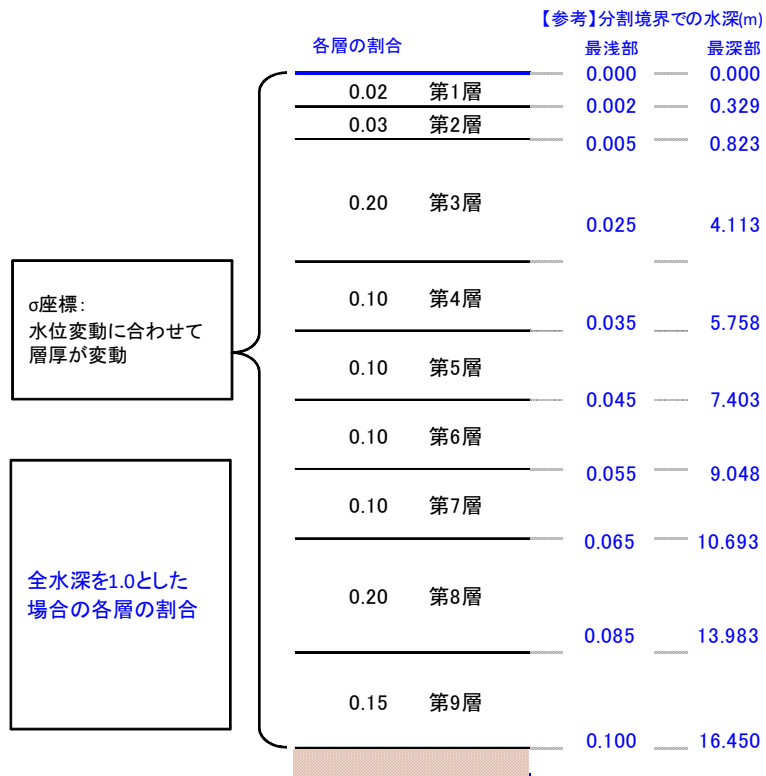 【参考】分割境界での水深(m)
各層の割合 最浅部 最深部
0.000 0.000
0.02 第1層
0.002 0.329
0.03 第2層
0.005 0.823
0.20 第3層
0.025 4.113
σ座標:
水位変動に合わせて
層厚が変動
0.10 第4層
0.035 5.758
0.10 第5層
0.045 7.403
0.10 第6層
0.055 9.048
0.10 第7層
0.065 10.693
全水深を1.0とした
場合の各層の割合
0.20 第8層
0.085 13.983
0.15 第9層
0.100 16.450